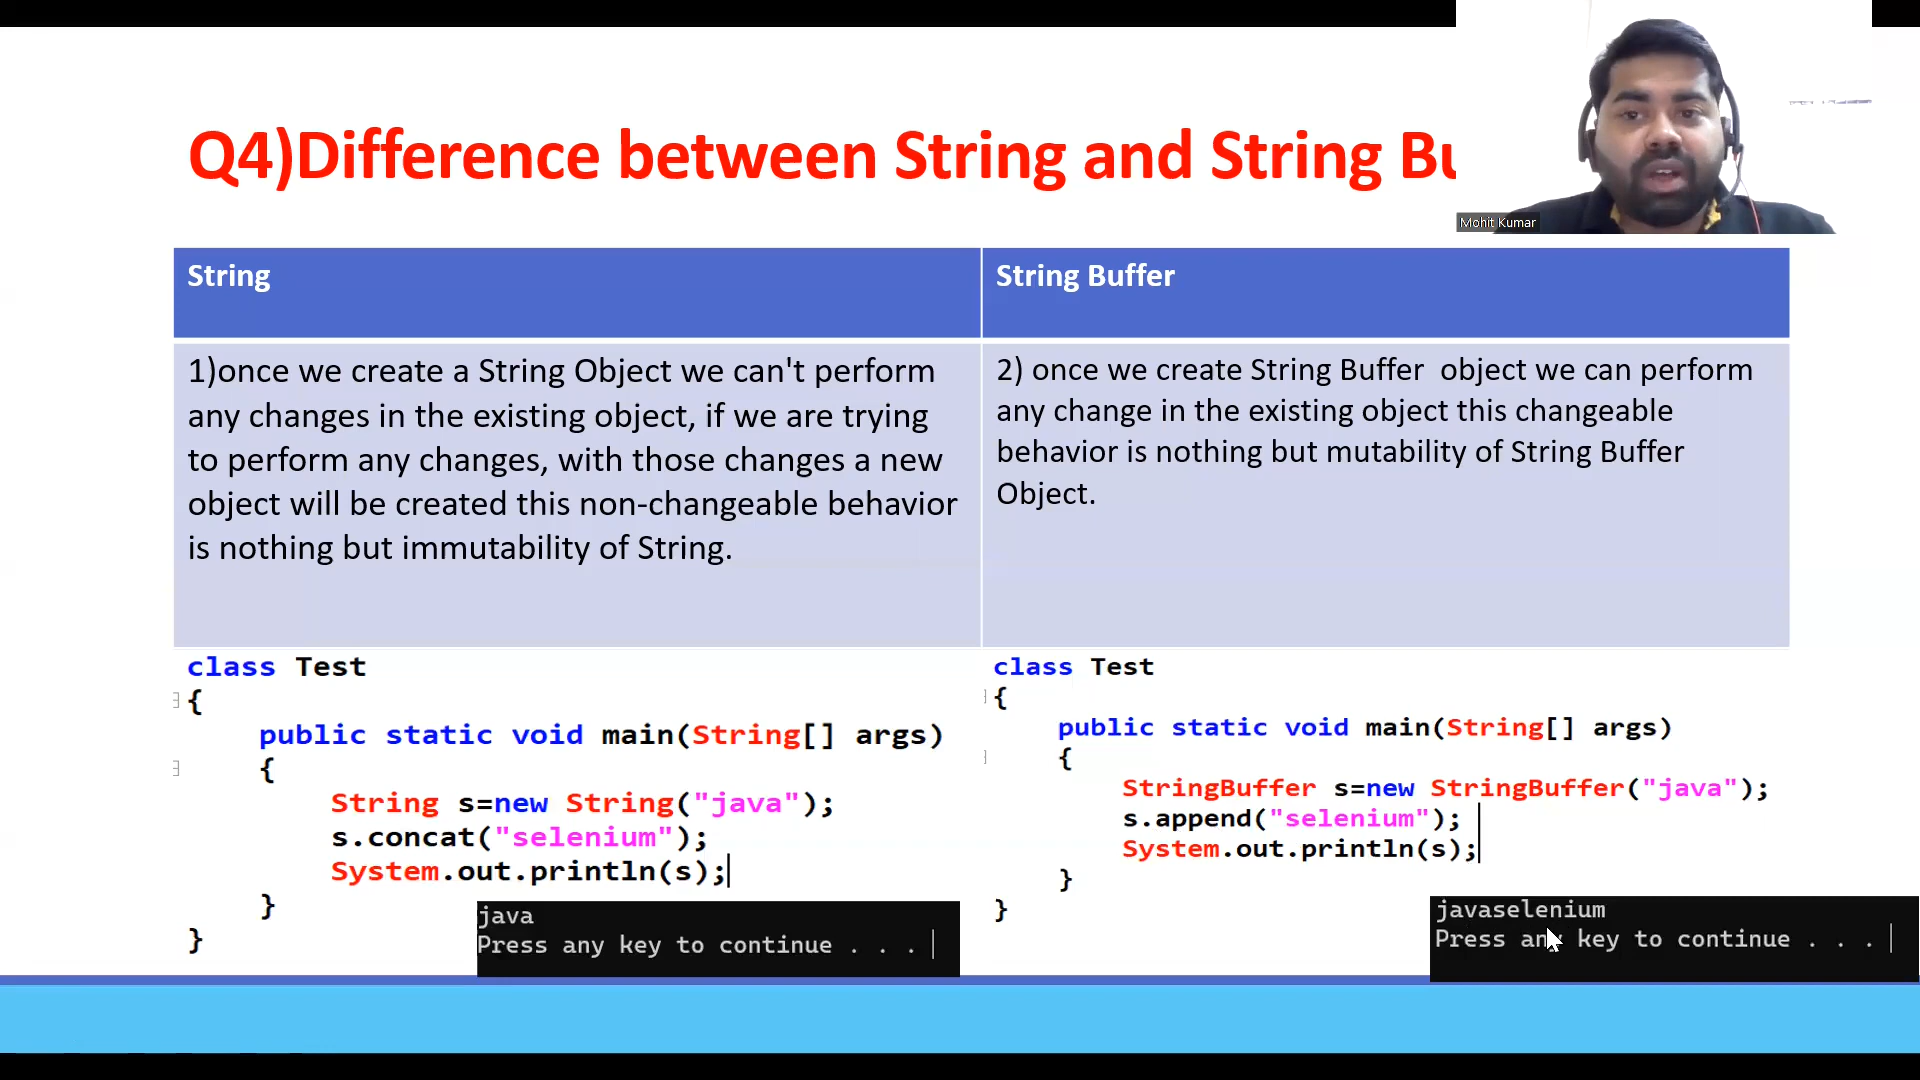 Q4)Difference between String and String Bu
Mohit Kumar
String
String Buffer
1)once we create a String Object we can't perform
any changes in the existing object, if we are trying
to perform any changes, with those changes a new
object will be created this non-changeable behavior
is nothing but immutability of String.
2) once we create String Buffer  object we can perform
any change in the existing object this changeable
behavior is nothing but mutability of String Buffer
Object.
class Test
{
public static void main(String[] args)
{
String s=new String("java");
s.concat("selenium");
System.out.println(s);
}
}
java
Press any key to continue . . .
class Test
{
public static void main(String[] args)
{
StringBuffer s=new StringBuffer("java");
s.append("selenium");
System.out.println(s);
}
}
javaselenium
Press any key to continue . . .